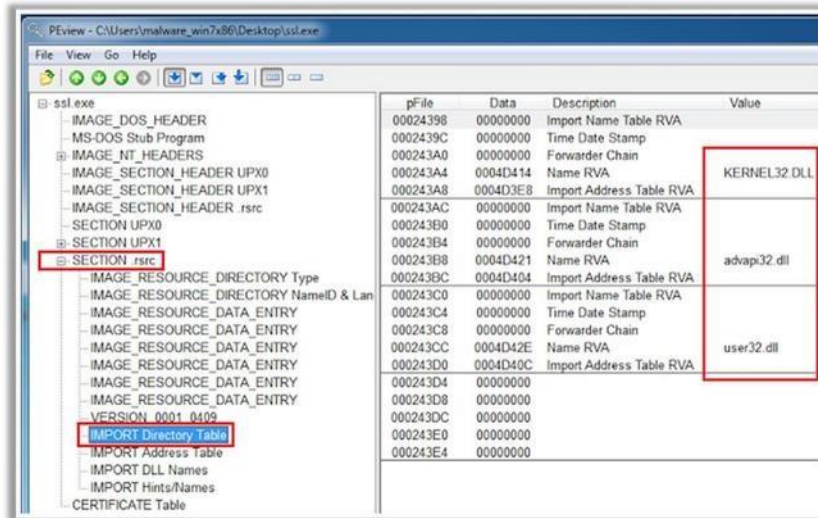 PEview - C:\Users\malware_win7x86\Desktop\ssl.exe
File View Go Help
ssl.exe
IMAGE_DOS_HEADER
MS-DOS Stub Program
IMAGE_NT_HEADERS
IMAGE_SECTION_HEADER UPX0
IMAGE_SECTION_HEADER UPX1
IMAGE_SECTION_HEADER .rsrc
SECTION UPX0
SECTION UPX1
SECTION .rsrc
IMAGE_RESOURCE_DIRECTORY Type
IMAGE_RESOURCE_DIRECTORY NameID & Lan
IMAGE_RESOURCE_DATA_ENTRY
IMAGE_RESOURCE_DATA_ENTRY
IMAGE_RESOURCE_DATA_ENTRY
IMAGE_RESOURCE_DATA_ENTRY
IMAGE_RESOURCE_DATA_ENTRY
IMAGE_RESOURCE_DATA_ENTRY
VERSION 0001 0409
IMPORT Directory Table
IMPORT Address Table
IMPORT DLL Names
IMPORT Hints/Names
CERTIFICATE Table
pFile Data Description Value
00024398 00000000 Import Name Table RVA
0002439C 00000000 Time Date Stamp
000243A0 00000000 Forwarder Chain
000243A4 0004D414 Name RVA KERNEL32.DLL
000243A8 0004D3E8 Import Address Table RVA
000243AC 00000000 Import Name Table RVA
000243B0 00000000 Time Date Stamp
000243B4 00000000 Forwarder Chain
000243B8 0004D421 Name RVA advapi32.dll
000243BC 0004D404 Import Address Table RVA
000243C0 00000000 Import Name Table RVA
000243C4 00000000 Time Date Stamp
000243C8 00000000 Forwarder Chain
000243CC 0004D42E Name RVA user32.dll
000243D0 0004D40C Import Address Table RVA
000243D4 00000000
000243D8 00000000
000243DC 00000000
000243E0 00000000
000243E4 00000000